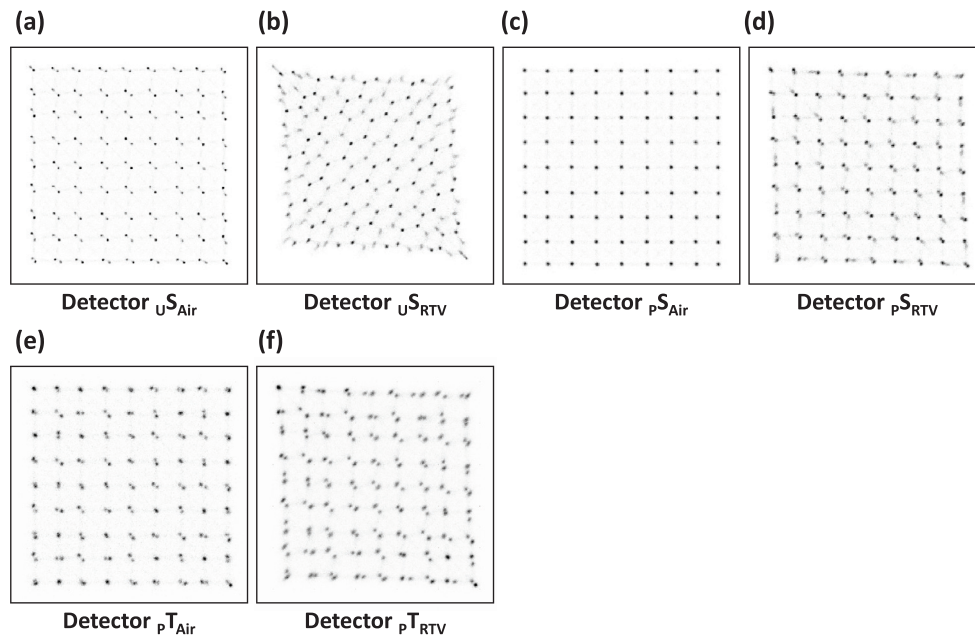 (a) (b) (c) (d)
Detector USAir Detector USRTV Detector PSAir Detector PSRTV
(e) (f)
Detector PTAir Detector PTRTV